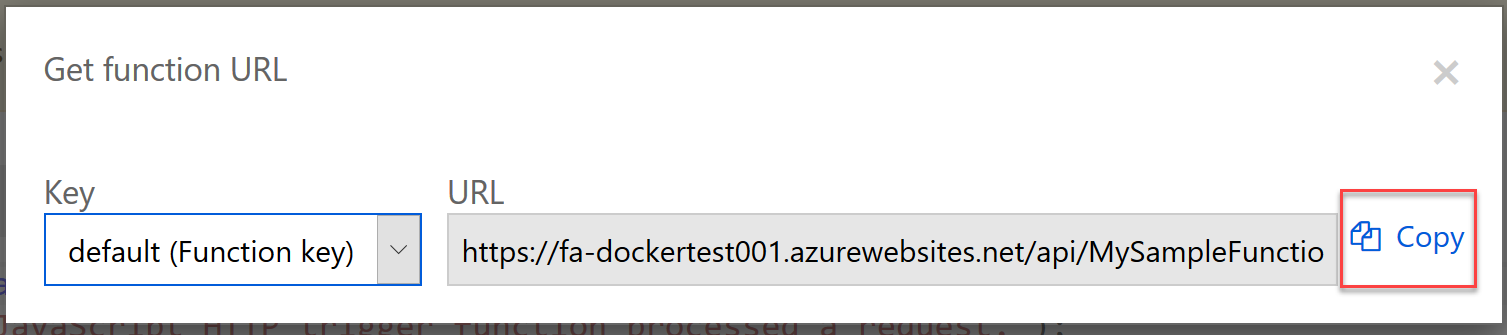 Get function URL
Key
URL
default (Function key)
https://fa-dockertest001.azurewebsites.net/api/MySampleFunctio
Copy
JavaScript HTTP trigger function processed a request.');